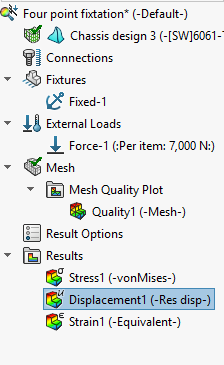 Four point fixtation* (-Default-)
Chassis design 3 (-[SW]6061-T
Connections
Fixtures
Fixed-1
External Loads
Force-1 (:Per item: 7,000 N:)
Mesh
Mesh Quality Plot
Quality1 (-Mesh-)
Result Options
Results
Stress1 (-vonMises-)
Displacement1 (-Res disp-)
Strain1 (-Equivalent-)